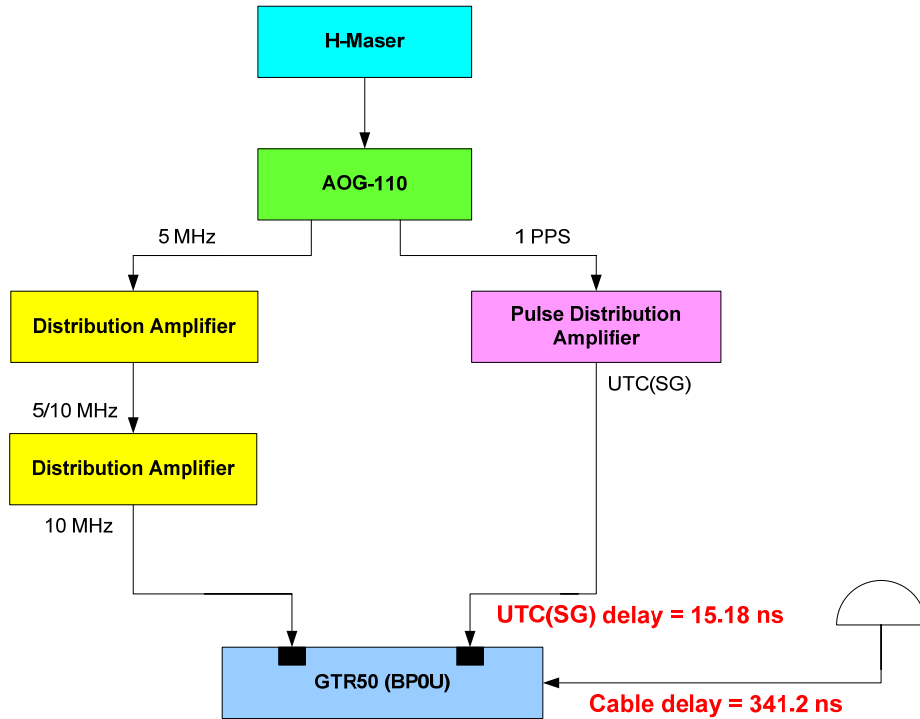 H-Maser
AOG-110
5 MHz
1 PPS
Distribution Amplifier
Pulse Distribution
Amplifier
UTC(SG)
5/10 MHz
Distribution Amplifier
10 MHz
UTC(SG) delay = 15.18 ns
GTR50 (BP0U)
Cable delay = 341.2 ns